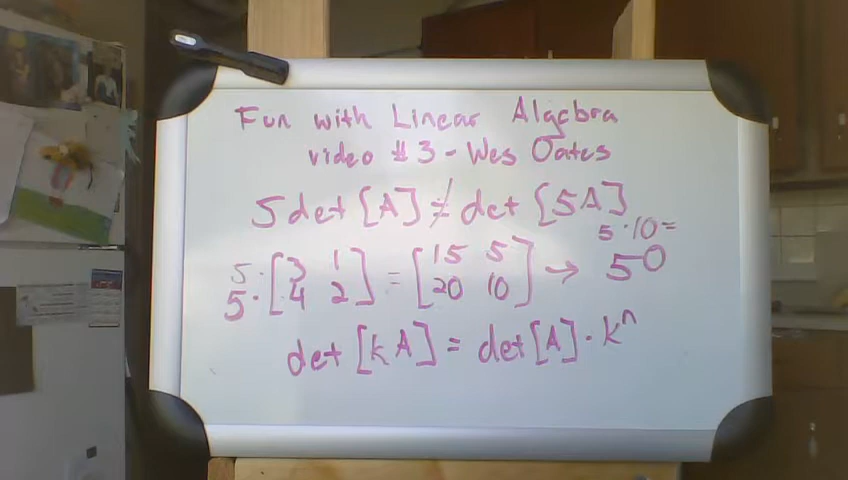 Fun with Linear Algebra
video #3 - Wes Oates
5det[A] ≠ det[5A]
5·10=
5·[3 1 = [15 5 → 50
5·4 2] 20 10]
det[kA] = det[A]·kⁿ